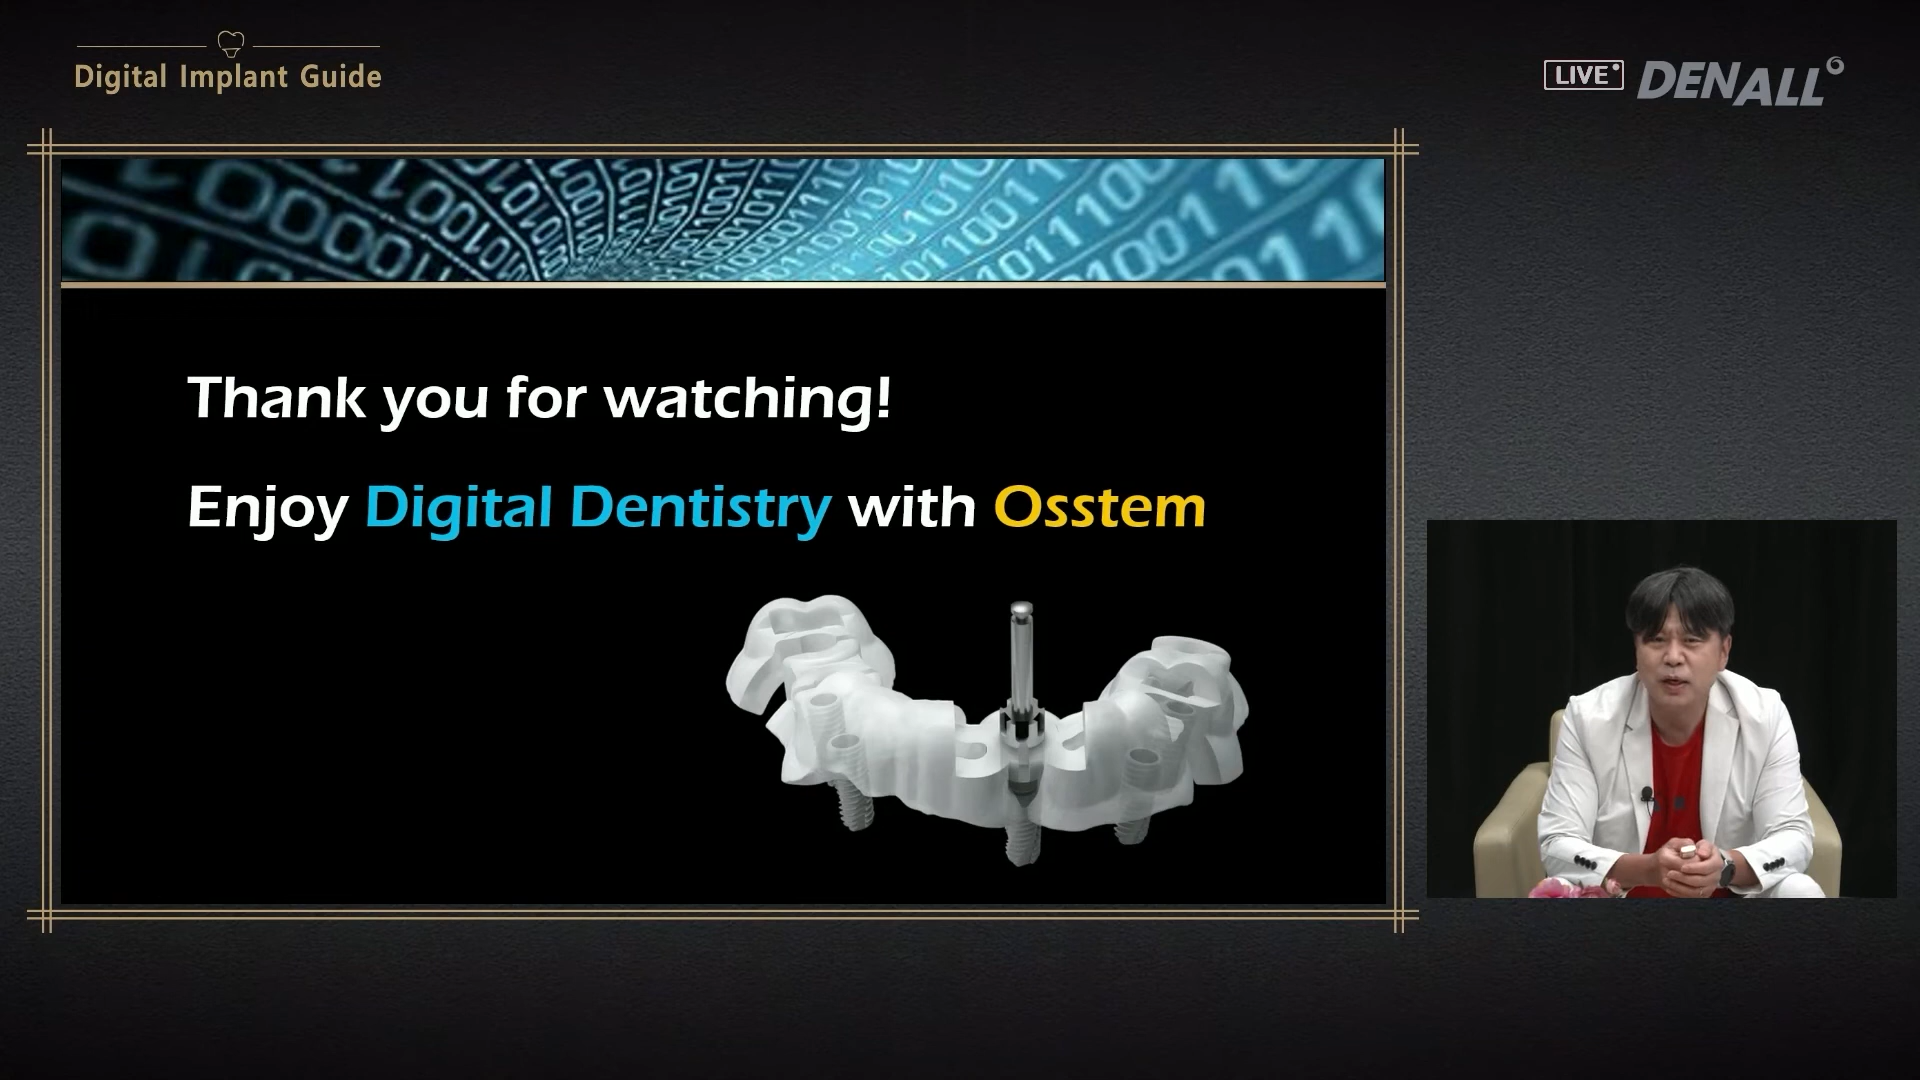 Digital Implant Guide
LIVE DENALL
Thank you for watching!
Enjoy Digital Dentistry with Osstem